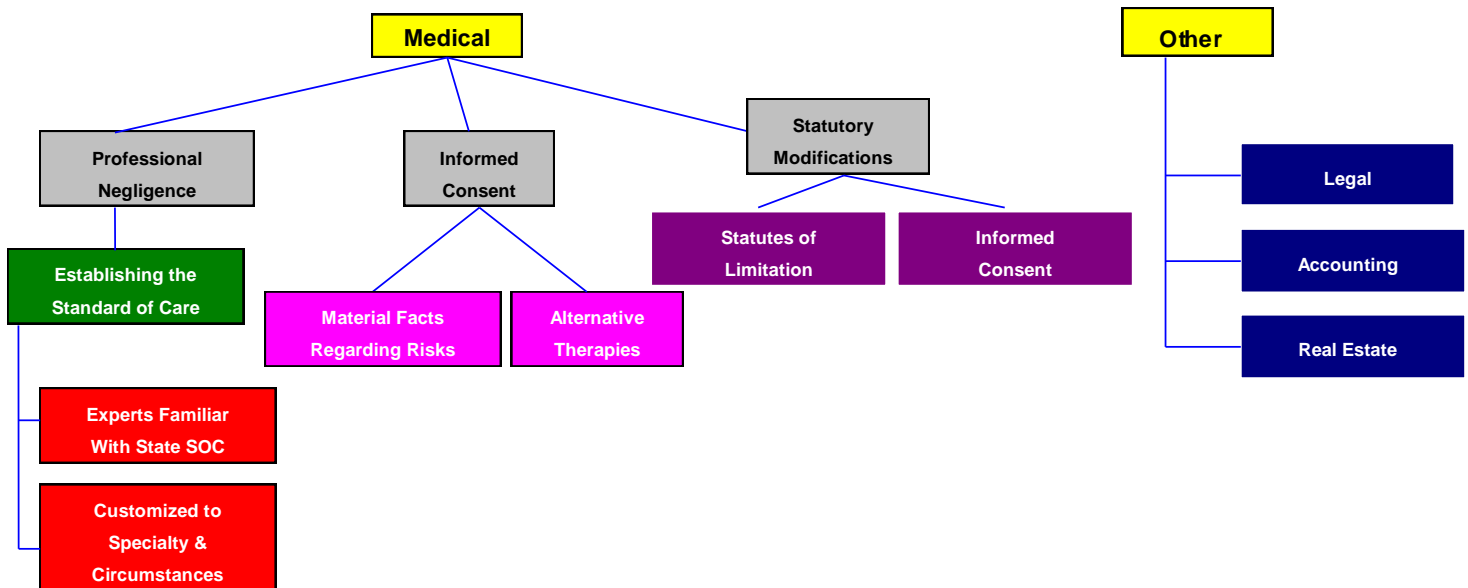 Medical
Other
Professional
Negligence
Informed
Consent
Statutory
Modifications
Establishing the
Standard of Care
Material Facts
Regarding Risks
Alternative
Therapies
Statutes of
Limitation
Informed
Consent
Experts Familiar
With State SOC
Customized to
Specialty &
Circumstances
Legal
Accounting
Real Estate